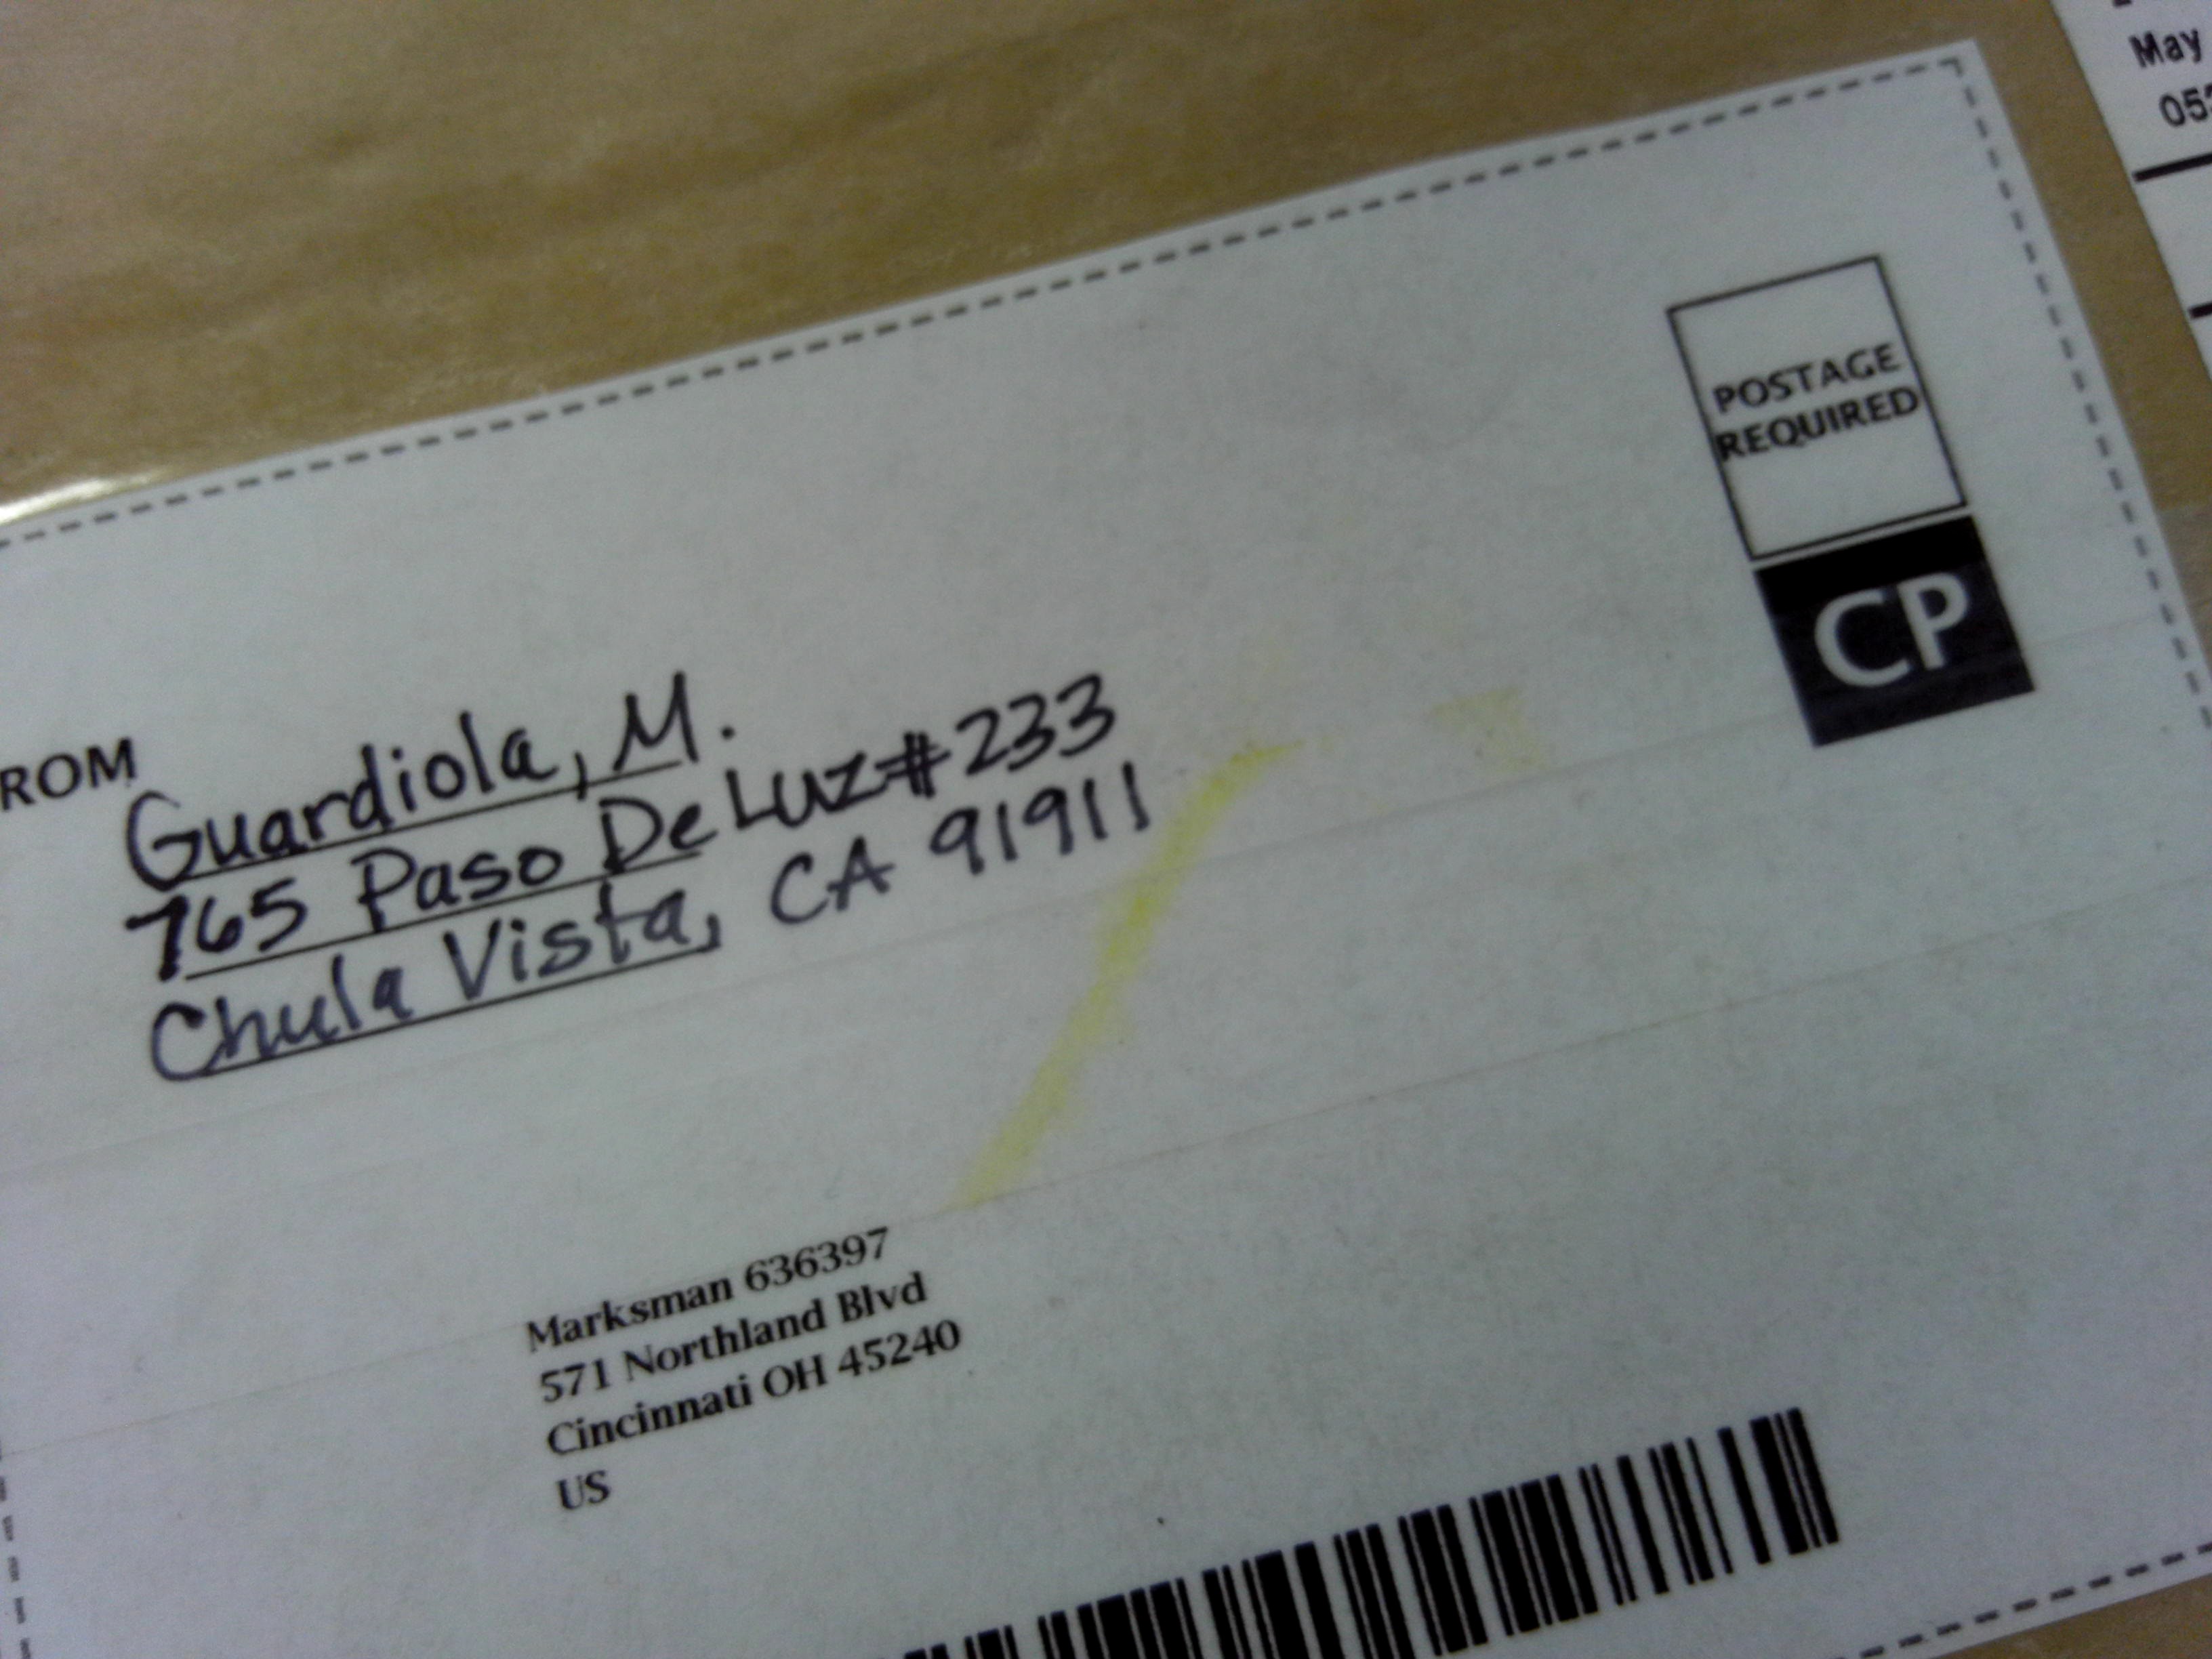 May
POSTAGE
REQUIRED
CP
ROM
Guardiola, M.
765 Paso De Luz #233
Chula Vista, CA 91911
Marksman 636397
571 Northland Blvd
Cincinnati OH 45240
US